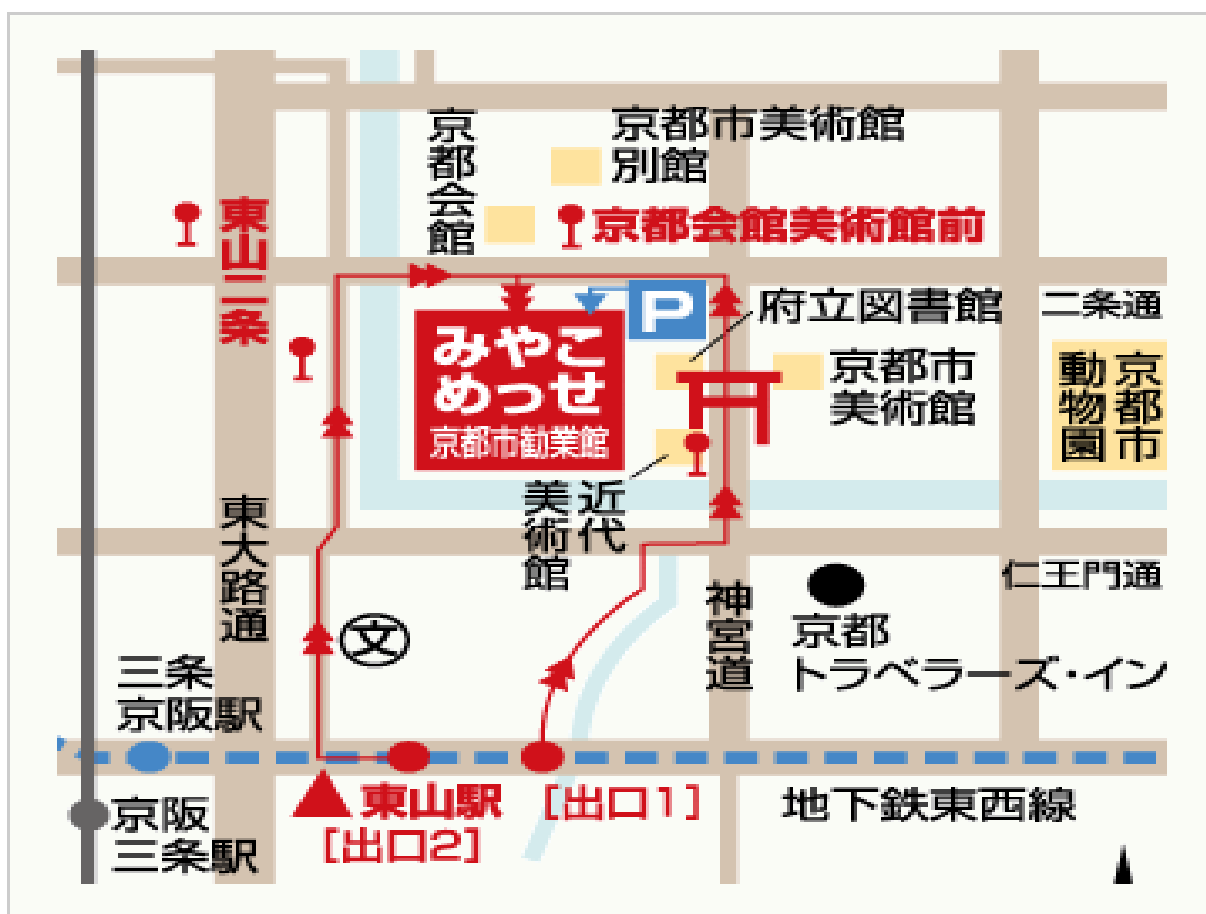 京都会館
京都市美術館
別館
京都会館美術館前
東山二条
P
府立図書館
二条通
みやこ
めっせ
京都市勧業館
京都市
美術館
京都市
動物園
近代
美術館
東大路通
仁王門通
神宮道
文
京都
トラベラーズ・イン
三条
京阪駅
東山駅
[出口2]
[出口1]
地下鉄東西線
京阪
三条駅